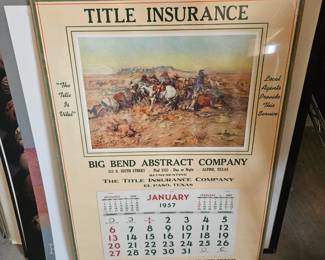 TITLE INSURANCE
"The
Title
Is
Vital"
Local
Agents
Provide
This
Service
BIG BEND ABSTRACT COMPANY
ALPINE, TEXAS
REPRESENTING
THE TITLE INSURANCE COMPANY
EL PASO, TEXAS
JANUARY
1957
1 2 3 4 5
6 7 8 9 10 11 12
13 14 15 16 17 18 19
20 21 22 23 24 25 26
27 28 29 30 31